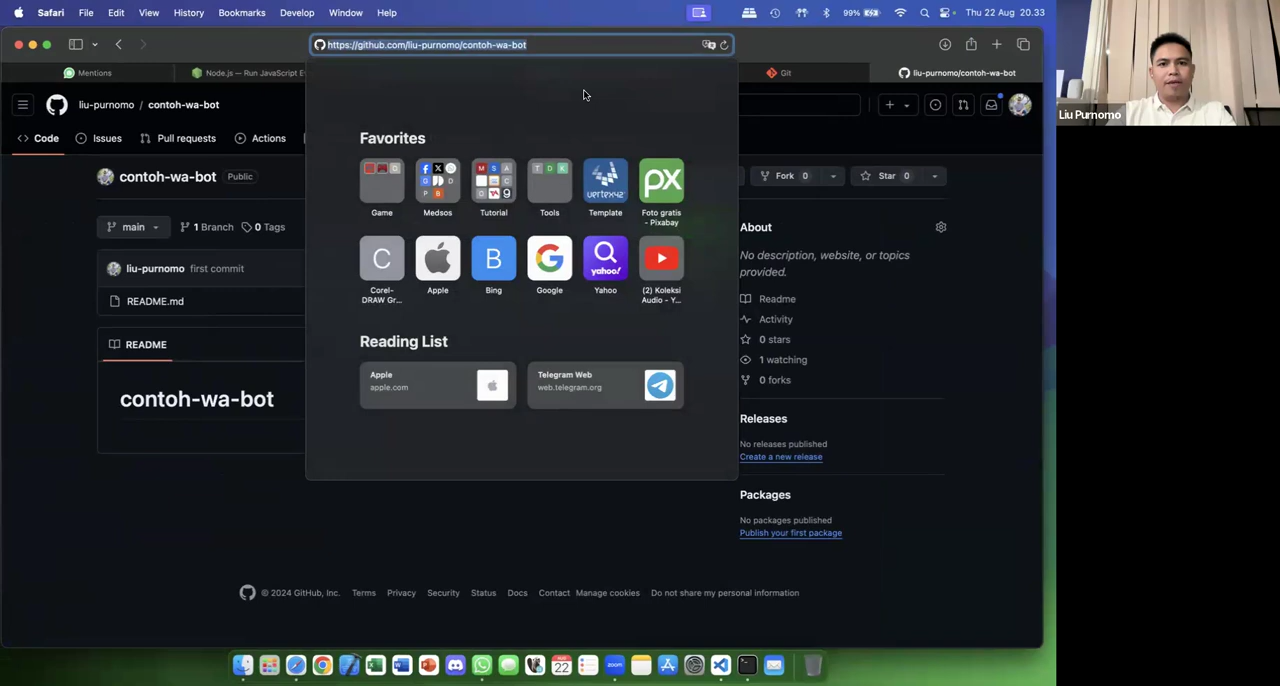 Safari File Edit View History Bookmarks Develop Window Help 99% Thu 22 Aug 20.33
https://github.com/liu-purnomo/contoh-wa-bot
Mentions
Node.js — Run JavaScript E
Git
liu-purnomo/contoh-wa-bot
liu-purnomo / contoh-wa-bot
Code Issues Pull requests Actions
contoh-wa-bot Public
Fork 0
Star 0
main 1 Branch 0 Tags
liu-purnomo first commit
README.md
README
contoh-wa-bot
Favorites
Game
Medsos
Tutorial
Tools
Template
Foto gratis
- Pixabay
Corel-
DRAW Gr...
Apple
Bing
Google
Yahoo
(2) Koleksi
Audio - Y...
Reading List
Apple
apple.com
Telegram Web
web.telegram.org
About
No description, website, or topics
provided.
Readme
Activity
0 stars
1 watching
0 forks
Releases
No releases published
Create a new release
Packages
No packages published
Publish your first package
© 2024 GitHub, Inc. Terms Privacy Security Status Docs Contact Manage cookies Do not share my personal information
Liu Purnomo